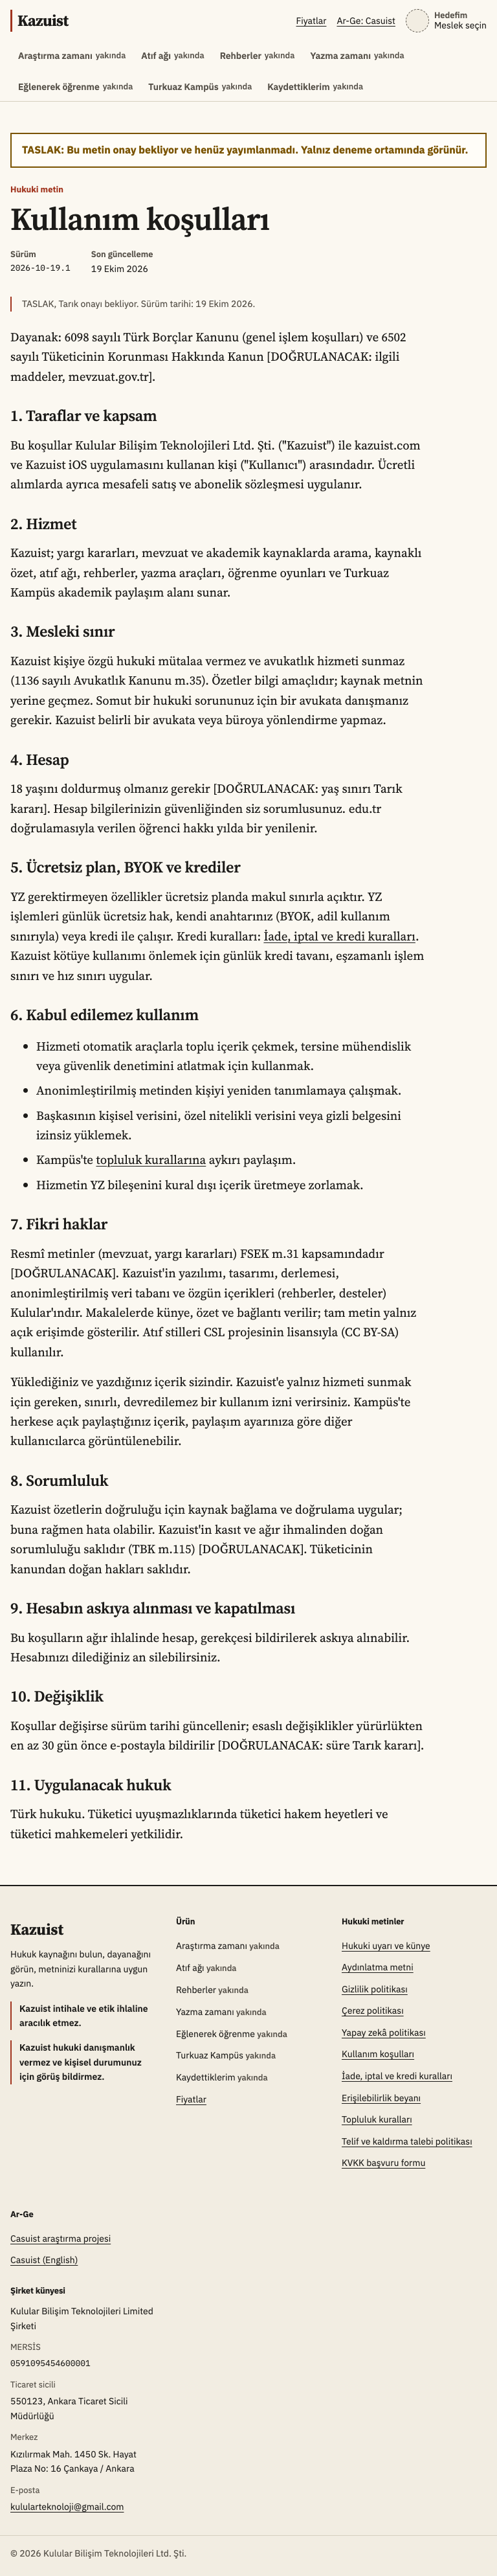 Kazuist
Fiyatlar
Ar-Ge: Casuist
Hedefim
Meslek seçin
Araştırma zamanı yakında
Atıf ağı yakında
Rehberler yakında
Yazma zamanı yakında
Eğlenerek öğrenme yakında
Turkuaz Kampüs yakında
Kaydettiklerim yakında
TASLAK: Bu metin onay bekliyor ve henüz yayımlanmadı. Yalnız deneme ortamında görünür.
Hukuki metin
Kullanım koşulları
Sürüm
2026-10-19.1
Son güncelleme
19 Ekim 2026
TASLAK, Tarık onayı bekliyor. Sürüm tarihi: 19 Ekim 2026.
Dayanak: 6098 sayılı Türk Borçlar Kanunu (genel işlem koşulları) ve 6502
sayılı Tüketicinin Korunması Hakkında Kanun [DOĞRULANACAK: ilgili
maddeler, mevzuat.gov.tr].
1. Taraflar ve kapsam
Bu koşullar Kulular Bilişim Teknolojileri Ltd. Şti. ("Kazuist") ile kazuist.com
ve Kazuist iOS uygulamasını kullanan kişi ("Kullanıcı") arasındadır. Ücretli
alımlarda ayrıca mesafeli satış ve abonelik sözleşmesi uygulanır.
2. Hizmet
Kazuist; yargı kararları, mevzuat ve akademik kaynaklarda arama, kaynaklı
özet, atıf ağı, rehberler, yazma araçları, öğrenme oyunları ve Turkuaz
Kampüs akademik paylaşım alanı sunar.
3. Mesleki sınır
Kazuist kişiye özgü hukuki mütalaa vermez ve avukatlık hizmeti sunmaz
(1136 sayılı Avukatlık Kanunu m.35). Özetler bilgi amaçlıdır; kaynak metnin
yerine geçmez. Somut bir hukuki sorununuz için bir avukata danışmanız
gerekir. Kazuist belirli bir avukata veya büroya yönlendirme yapmaz.
4. Hesap
18 yaşını doldurmuş olmanız gerekir [DOĞRULANACAK: yaş sınırı Tarık
kararı]. Hesap bilgilerinizin güvenliğinden siz sorumlusunuz. edu.tr
doğrulamasıyla verilen öğrenci hakkı yılda bir yenilenir.
5. Ücretsiz plan, BYOK ve krediler
YZ gerektirmeyen özellikler ücretsiz planda makul sınırla açıktır. YZ
işlemleri günlük ücretsiz hak, kendi anahtarınız (BYOK, adil kullanım
sınırıyla) veya kredi ile çalışır. Kredi kuralları: İade, iptal ve kredi kuralları.
Kazuist kötüye kullanımı önlemek için günlük kredi tavanı, eşzamanlı işlem
sınırı ve hız sınırı uygular.
6. Kabul edilemez kullanım
• Hizmeti otomatik araçlarla toplu içerik çekmek, tersine mühendislik
veya güvenlik denetimini atlatmak için kullanmak.
• Anonimleştirilmiş metinden kişiyi yeniden tanımlamaya çalışmak.
• Başkasının kişisel verisini, özel nitelikli verisini veya gizli belgesini
izinsiz yüklemek.
• Kampüs'te topluluk kurallarına aykırı paylaşım.
• Hizmetin YZ bileşenini kural dışı içerik üretmeye zorlamak.
7. Fikri haklar
Resmî metinler (mevzuat, yargı kararları) FSEK m.31 kapsamındadır
[DOĞRULANACAK]. Kazuist'in yazılımı, tasarımı, derlemesi,
anonimleştirilmiş veri tabanı ve özgün içerikleri (rehberler, desteler)
Kulular'ındır. Makalelerde künye, özet ve bağlantı verilir; tam metin yalnız
açık erişimde gösterilir. Atıf stilleri CSL projesinin lisansıyla (CC BY-SA)
kullanılır.
Yüklediğiniz ve yazdığınız içerik sizindir. Kazuist'e yalnız hizmeti sunmak
için gereken, sınırlı, devredilemez bir kullanım izni verirsiniz. Kampüs'te
herkese açık paylaştığınız içerik, paylaşım ayarınıza göre diğer
kullanıcılarca görüntülenebilir.
8. Sorumluluk
Kazuist özetlerin doğruluğu için kaynak bağlama ve doğrulama uygular;
buna rağmen hata olabilir. Kazuist'in kasıt ve ağır ihmalinden doğan
sorumluluğu saklıdır (TBK m.115) [DOĞRULANACAK]. Tüketicinin
kanundan doğan hakları saklıdır.
9. Hesabın askıya alınması ve kapatılması
Bu koşulların ağır ihlalinde hesap, gerekçesi bildirilerek askıya alınabilir.
Hesabınızı dilediğiniz an silebilirsiniz.
10. Değişiklik
Koşullar değişirse sürüm tarihi güncellenir; esaslı değişiklikler yürürlükten
en az 30 gün önce e-postayla bildirilir [DOĞRULANACAK: süre Tarık kararı].
11. Uygulanacak hukuk
Türk hukuku. Tüketici uyuşmazlıklarında tüketici hakem heyetleri ve
tüketici mahkemeleri yetkilidir.
Kazuist
Hukuk kaynağını bulun, dayanağını
görün, metninizi kurallarına uygun
yazın.
Kazuist intihale ve etik ihlaline
aracılık etmez.
Kazuist hukuki danışmanlık
vermez ve kişisel durumunuz
için görüş bildirmez.
Ürün
Araştırma zamanı yakında
Atıf ağı yakında
Rehberler yakında
Yazma zamanı yakında
Eğlenerek öğrenme yakında
Turkuaz Kampüs yakında
Kaydettiklerim yakında
Fiyatlar
Hukuki metinler
Hukuki uyarı ve künye
Aydınlatma metni
Gizlilik politikası
Çerez politikası
Yapay zekâ politikası
Kullanım koşulları
İade, iptal ve kredi kuralları
Erişilebilirlik beyanı
Topluluk kuralları
Telif ve kaldırma talebi politikası
KVKK başvuru formu
Ar-Ge
Casuist araştırma projesi
Casuist (English)
Şirket künyesi
Kulular Bilişim Teknolojileri Limited
Şirketi
MERSİS
0591095454600001
Ticaret sicili
550123, Ankara Ticaret Sicili
Müdürlüğü
Merkez
Kızılırmak Mah. 1450 Sk. Hayat
Plaza No: 16 Çankaya / Ankara
E-posta
kulularteknoloji@gmail.com
© 2026 Kulular Bilişim Teknolojileri Ltd. Şti.